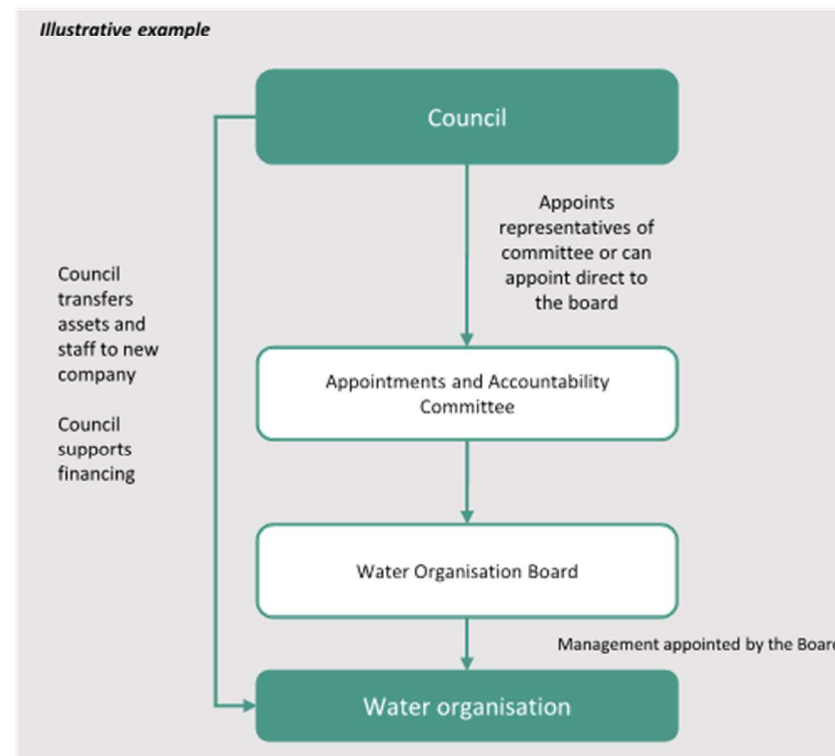 Illustrative example
Council
Appoints
representatives of
committee or can
appoint direct to
the board
Council
transfers
assets and
staff to new
company
Council
supports
financing
Appointments and Accountability
Committee
Water Organisation Board
Management appointed by the Board
Water organisation